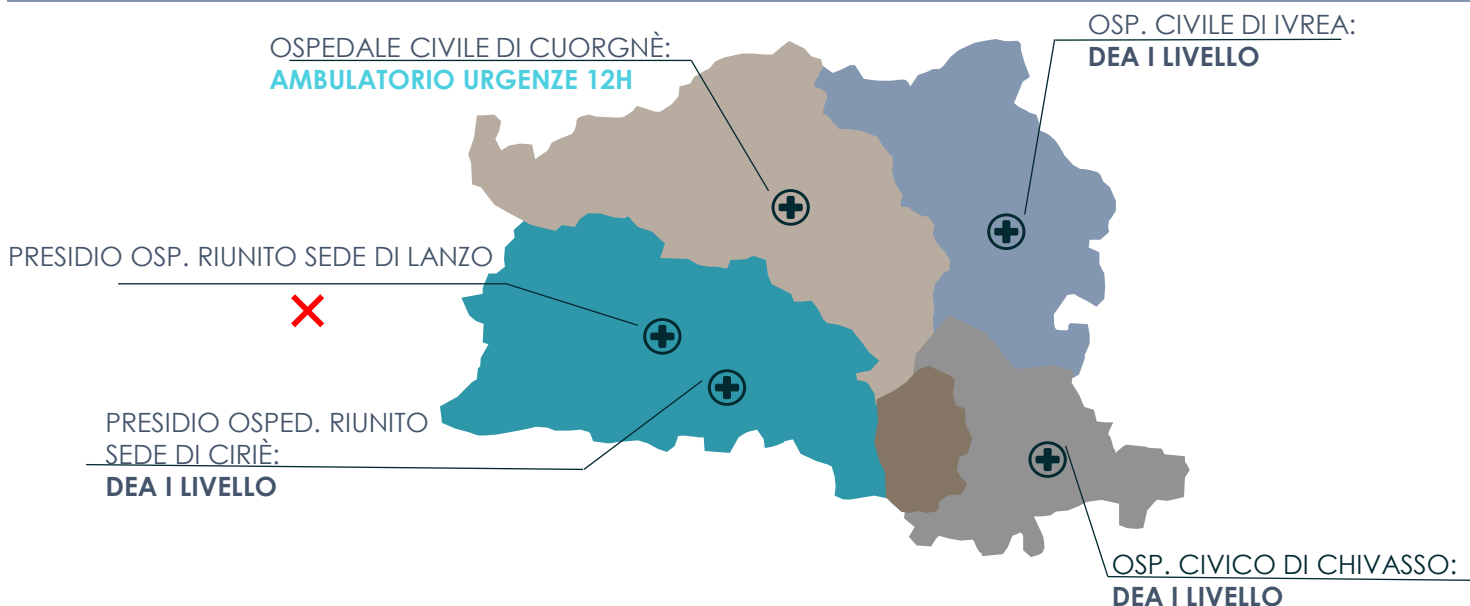 OSPEDALE CIVILE DI CUORGNÈ:
AMBULATORIO URGENZE 12H
OSP. CIVILE DI IVREA:
DEA I LIVELLO
PRESIDIO OSP. RIUNITO SEDE DI LANZO
PRESIDIO OSPED. RIUNITO
SEDE DI CIRIÈ:
DEA I LIVELLO
OSP. CIVICO DI CHIVASSO:
DEA I LIVELLO